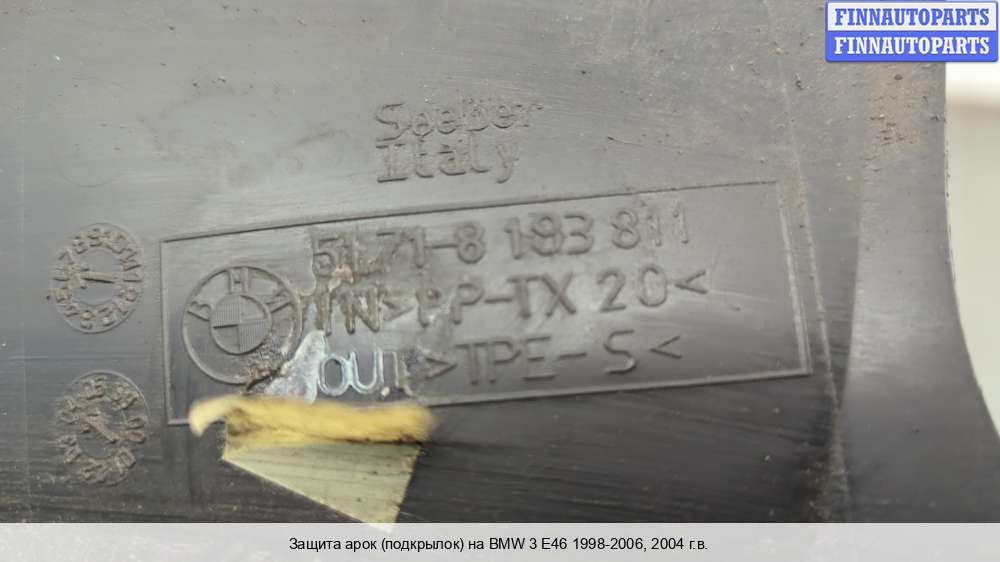 FINNAUTOPARTS
FINNAUTOPARTS
Seeber
Italy
51.71-8 193 811
IN>PP-TX 20<
BMW
OUT>TPE-S<
Защита арок (подкрылок) на BMW 3 E46 1998-2006, 2004 г.в.